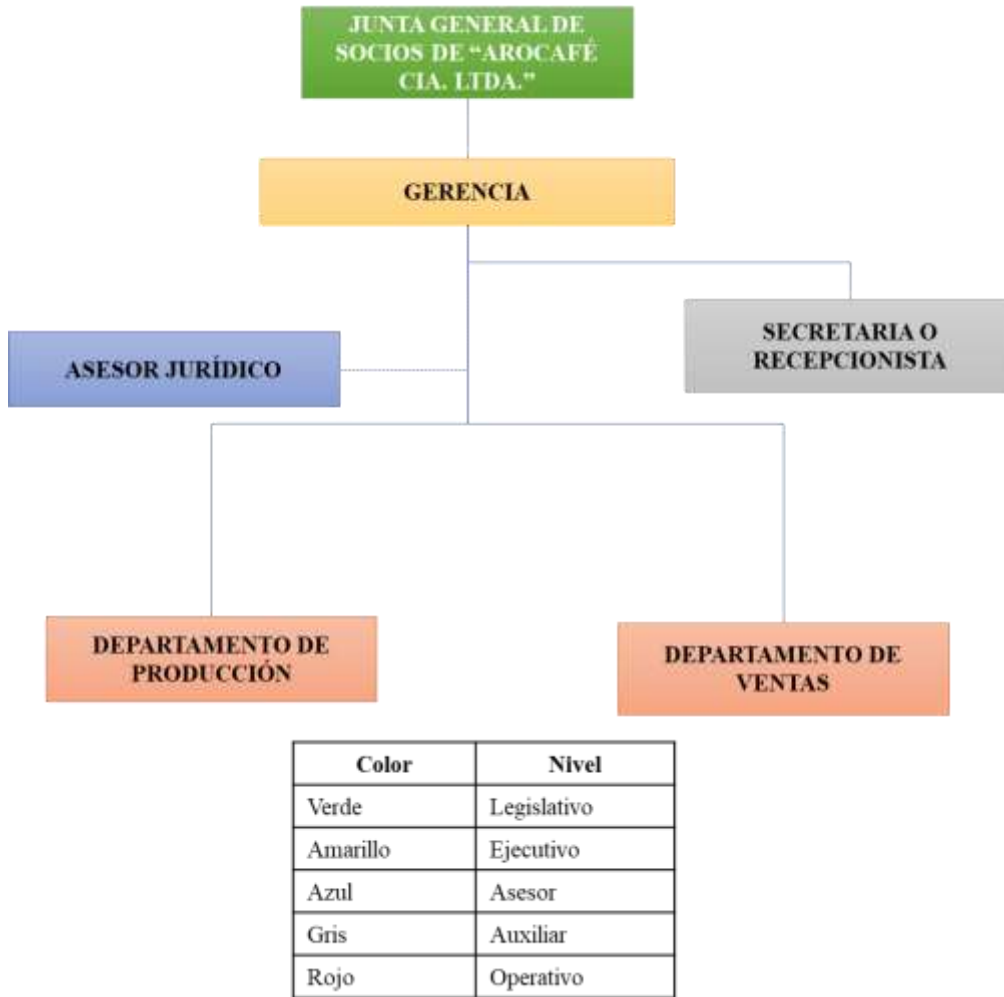 JUNTA GENERAL DE
SOCIOS DE “AROCAFÉ
CIA. LTDA.”
GERENCIA
SECRETARIA O
RECEPCIONISTA
ASESOR JURÍDICO
DEPARTAMENTO DE
PRODUCCIÓN
DEPARTAMENTO DE
VENTAS
Color Nivel
Verde Legislativo
Amarillo Ejecutivo
Azul Asesor
Gris Auxiliar
Rojo Operativo